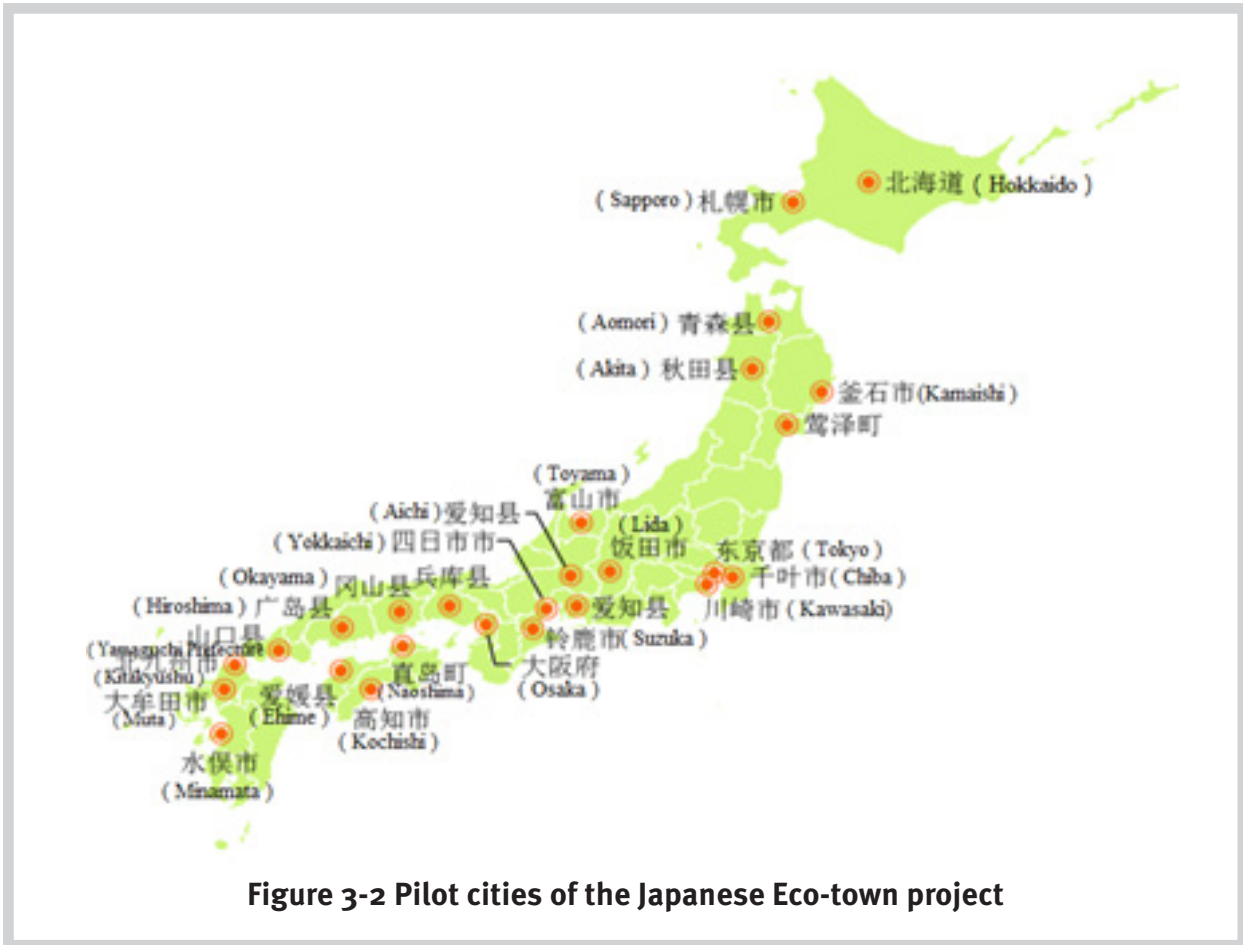 北海道 ( Hokkaido )
( Sapporo ) 札幌市
( Aomori ) 青森县
( Akita ) 秋田县
釜石市(Kamaishi )
莺泽町
( Toyama )
富山市
( Aichi )爱知县
( Lida )
( Yokkaichi ) 四日市市
饭田市
东京都 ( Tokyo )
千叶市( Chiba )
( Okayama ) 冈山县
兵库县
( Hiroshima ) 广岛县
爱知县
川崎市 ( Kawasaki)
山口县
( Yamaguchi Prefecture
铃鹿市( Suzuka )
北九州市
(Kitakyushu )
直岛町
(Naoshima)
大阪府
( Osaka )
大牟田市
(Muta )
爱媛县
( Ehime )
高知市
( Kochishi )
水俣市
( Minamata )
Figure 3-2 Pilot cities of the Japanese Eco-town project